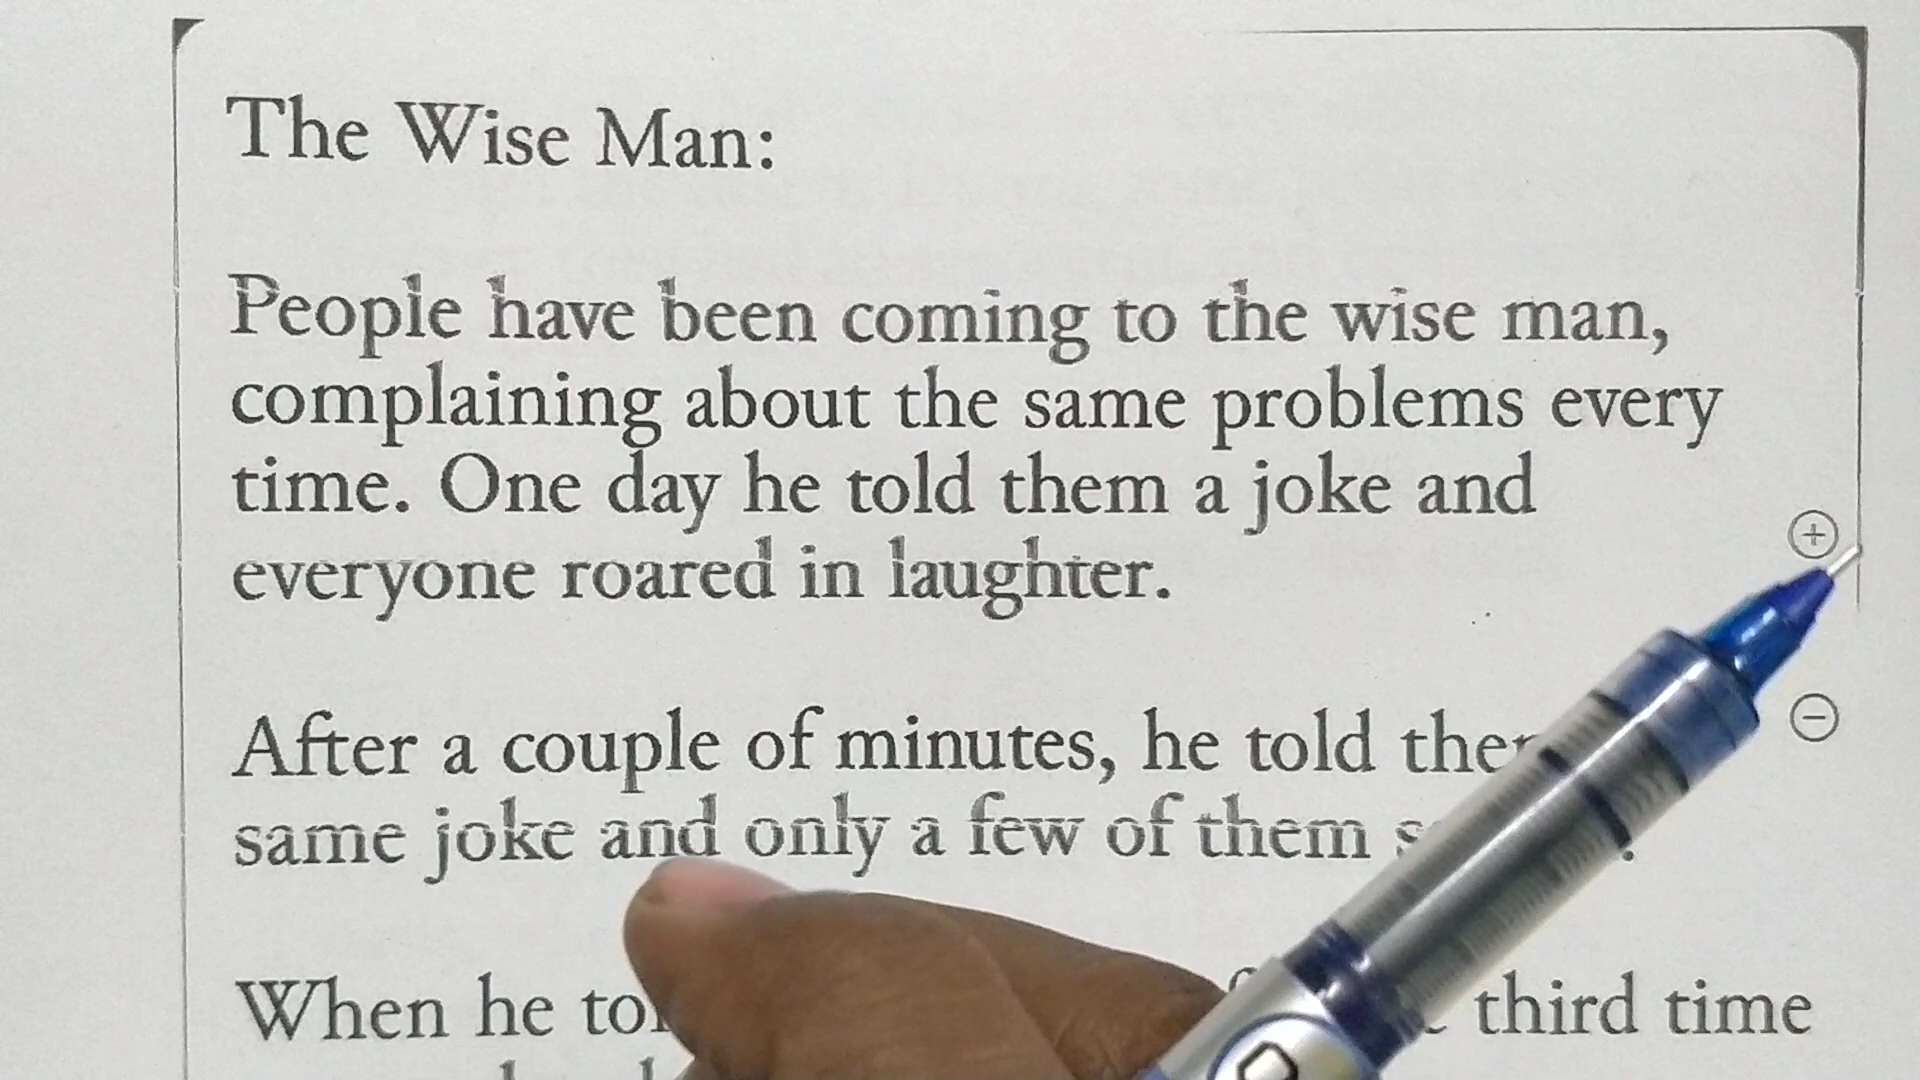 The Wise Man:
People have been coming to the wise man,
complaining about the same problems every
time. One day he told them a joke and
everyone roared in laughter.
After a couple of minutes, he told
same joke and only a few of them
When he third time